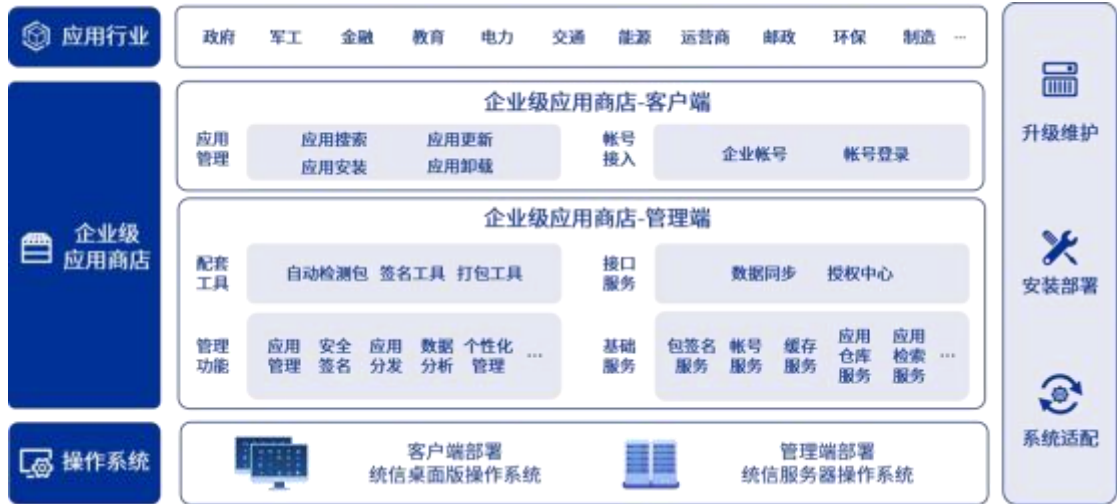 应用行业
政府 军工 金融 教育 电力 交通 能源 运营商 邮政 环保 制造 ...
企业级
应用商店
企业级应用商店-客户端
应用
管理
应用搜索 应用更新
应用安装 应用卸载
帐号
接入
企业帐号 帐号登录
企业级应用商店-管理端
配套
工具
自动检测包 签名工具 打包工具
接口
服务
数据同步 授权中心
管理
功能
应用
管理
安全
签名
应用
分发
数据
分析
个性化
管理
...
基础
服务
包签名
服务
帐号
服务
缓存
服务
应用
仓库
服务
应用
检索
服务
...
操作系统
客户端部署
统信桌面版操作系统
管理端部署
统信服务器操作系统
升级维护
安装部署
系统适配